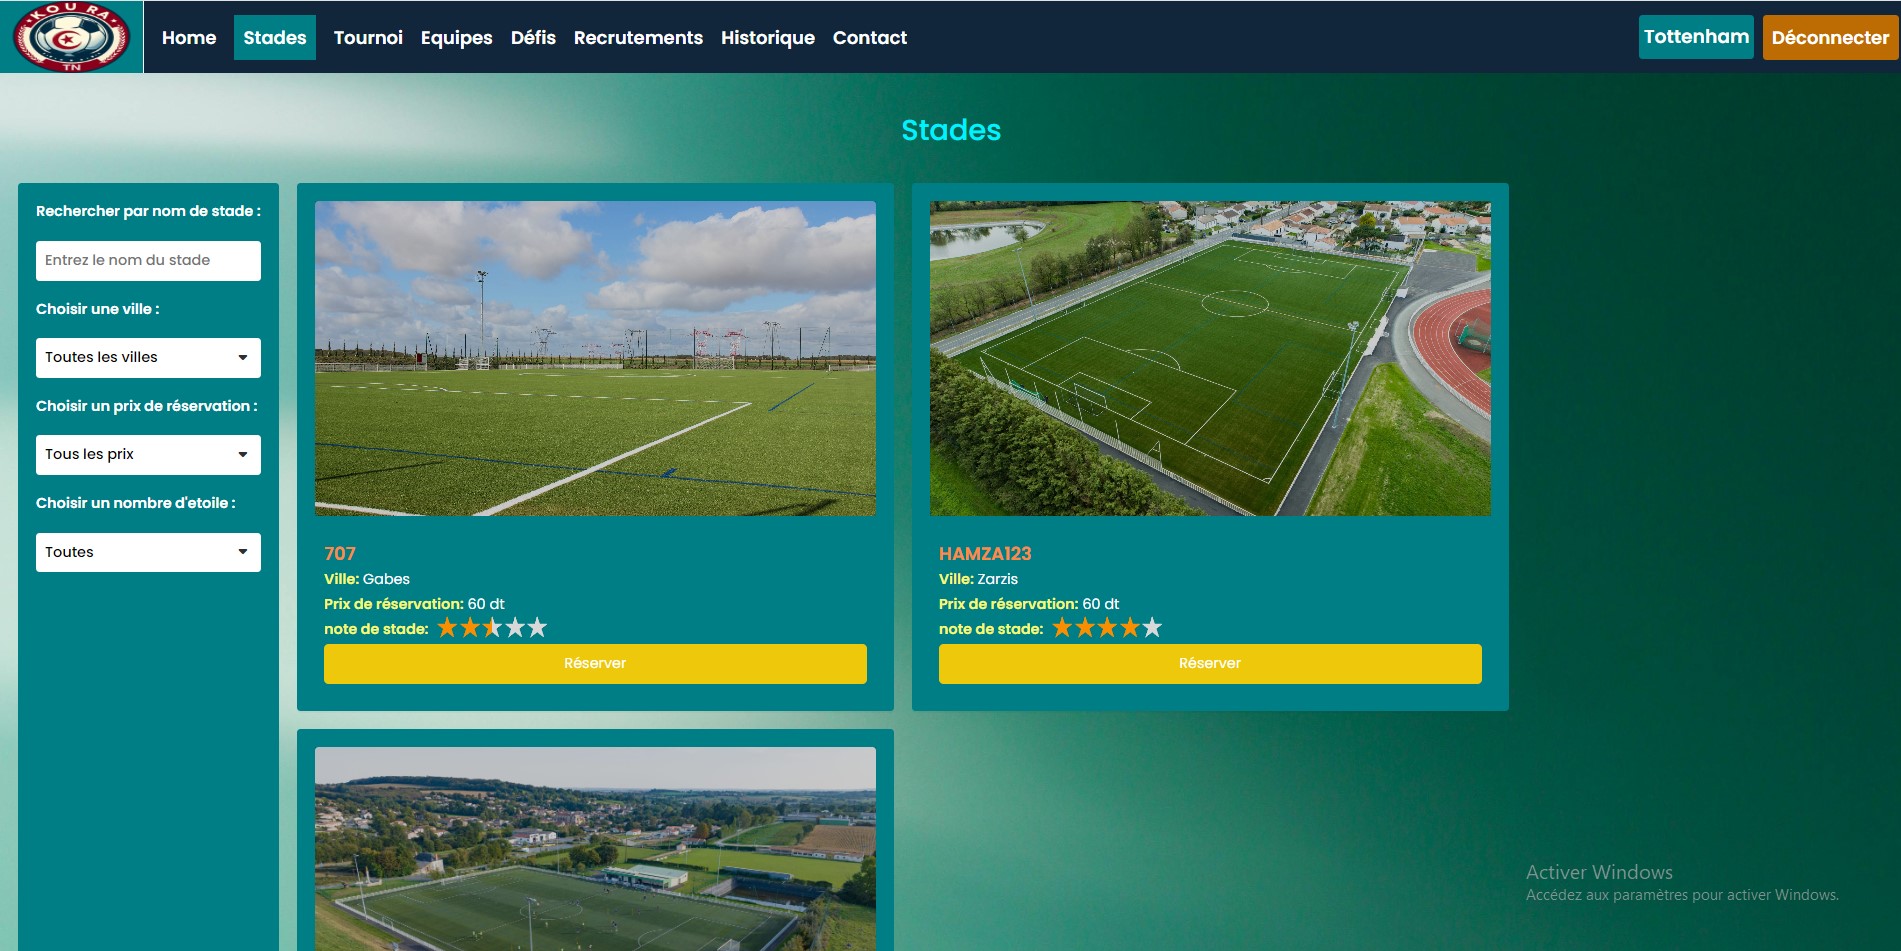 KOURA
TN
Home
Stades
Tournoi
Equipes
Défis
Recrutements
Historique
Contact
Tottenham
Déconnecter
Stades
Rechercher par nom de stade :
Entrez le nom du stade
Choisir une ville :
Toutes les villes
Choisir un prix de réservation :
Tous les prix
Choisir un nombre d'etoile :
Toutes
707
Ville: Gabes
Prix de réservation: 60 dt
note de stade:
Réserver
HAMZA123
Ville: Zarzis
Prix de réservation: 60 dt
note de stade:
Réserver
Activer Windows
Accédez aux paramètres pour activer Windows.